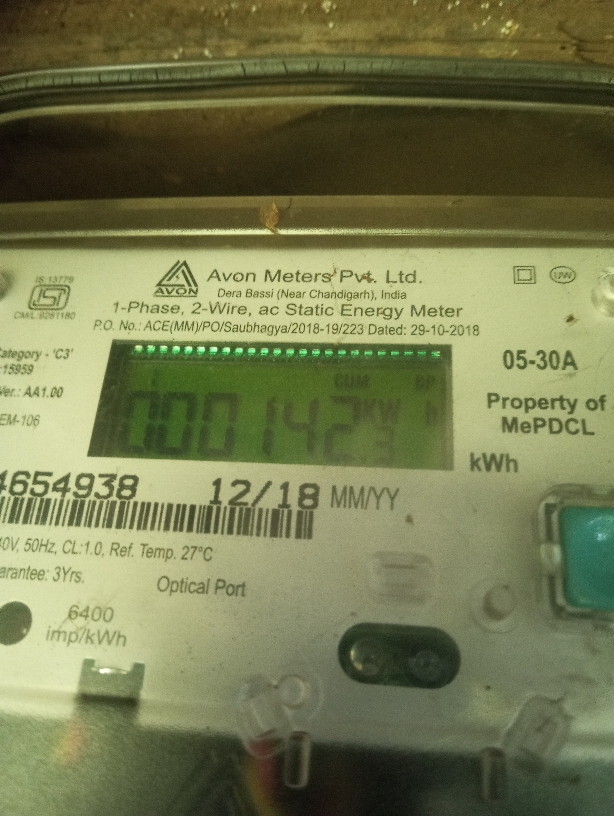 IS:13779
CM/L:9261180
AVON
Avon Meters Pvt. Ltd.
Dera Bassi (Near Chandigarh), India
UW
1-Phase, 2-Wire, ac Static Energy Meter
P.O. No.: ACE(MM)/PO/Saubhagya/2018-19/223 Dated: 29-10-2018
ategory - 'C3'
:15959
Ver.: AA1.00
EM-106
CUM
000142.3
KW h
05-30A
Property of
MePDCL
kWh
4654938
12/18 MM/YY
40V, 50Hz, CL:1.0, Ref. Temp. 27°C
arantee: 3Yrs.
Optical Port
6400
imp/kWh